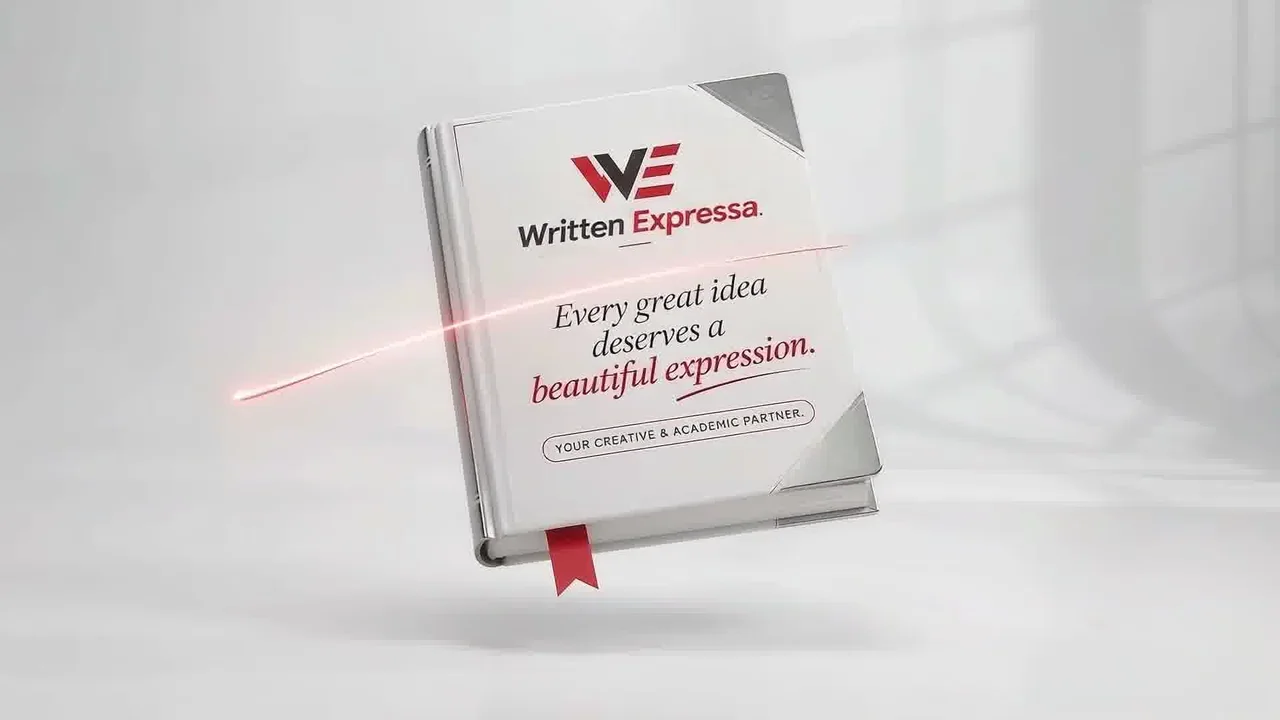 WE
Written Expressa.
Every great idea
deserves a
beautiful expression.
YOUR CREATIVE & ACADEMIC PARTNER.